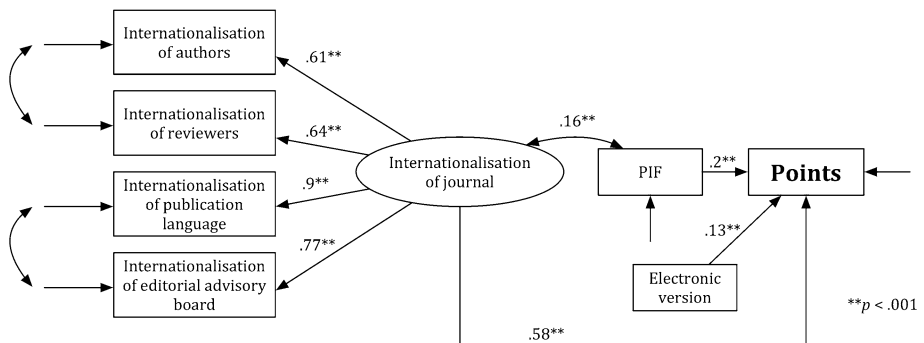 Internationalisation
of authors
.61**
Internationalisation
of reviewers
.64**
.16**
Internationalisation
of journal
PIF
.2**
Points
Internationalisation
of publication
language
.9**
.13**
.77**
Internationalisation
of editorial advisory
board
Electronic
version
**p < .001
.58**